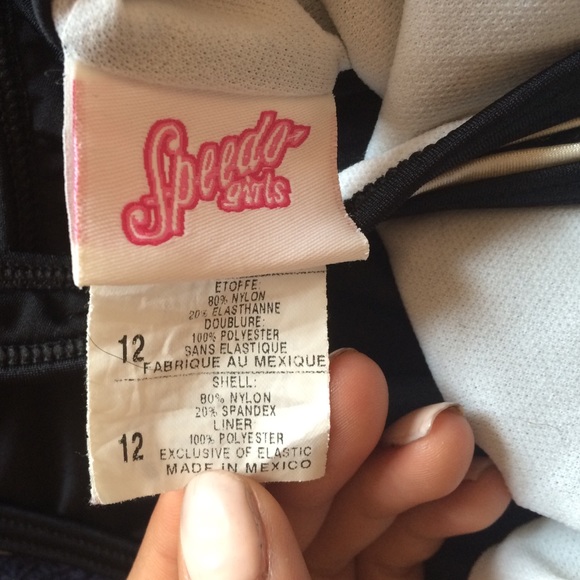 Speedo
girls
ETOFFE:
80% NYLON
20% ELASTHANNE
DOUBLURE:
100% POLYESTER
SANS ELASTIQUE
12
FABRIQUE AU MEXIQUE
SHELL:
80% NYLON
20% SPANDEX
LINER:
100% POLYESTER
12
EXCLUSIVE OF ELASTIC
MADE IN MEXICO